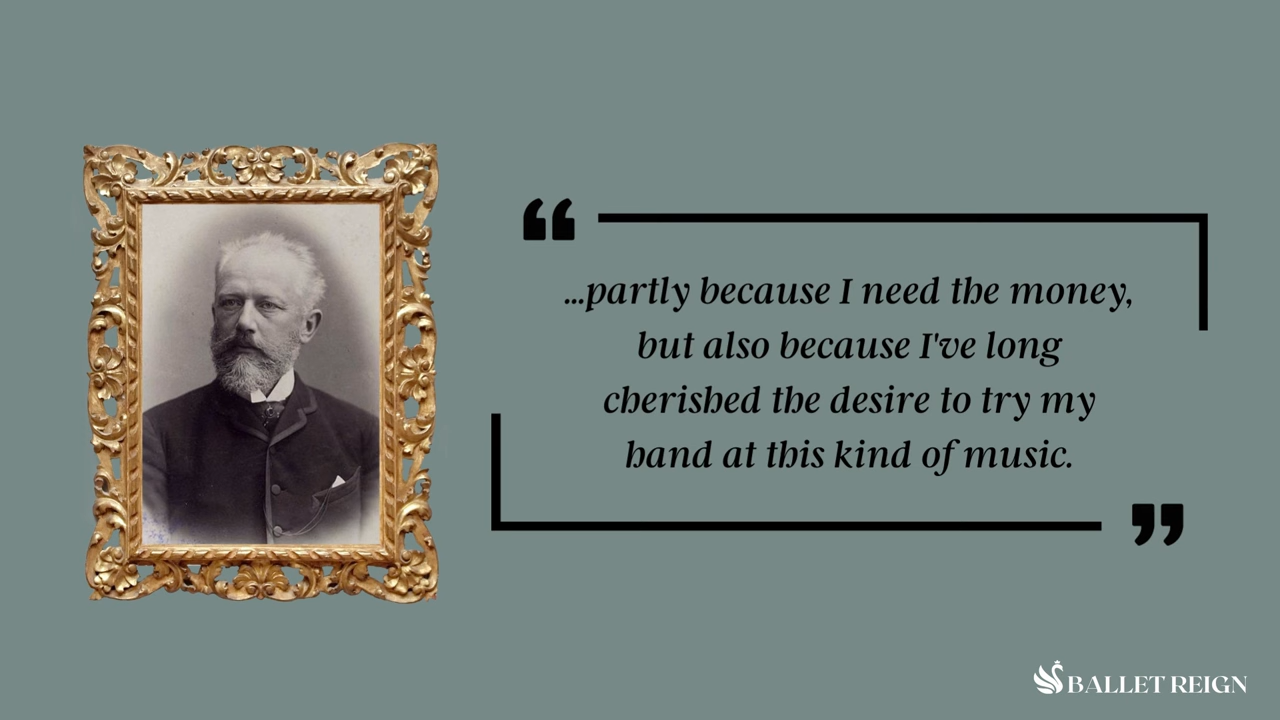 “
...partly because I need the money,
but also because I've long
cherished the desire to try my
hand at this kind of music.
”
BALLET REIGN